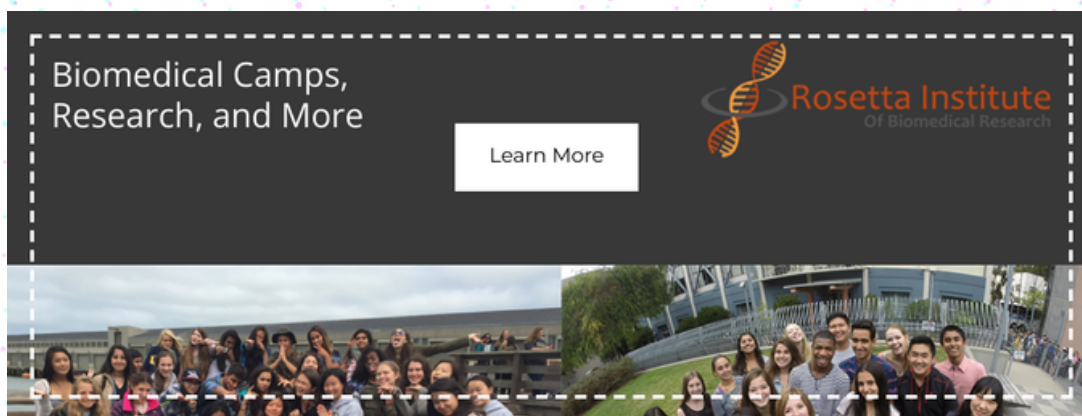 Biomedical Camps,
Research, and More
Learn More
Rosetta Institute
Of Biomedical Research